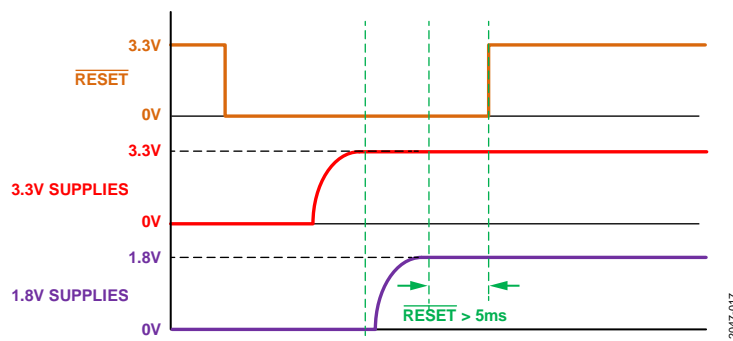 3.3V
RESET
0V
3.3V
3.3V SUPPLIES
0V
1.8V
1.8V SUPPLIES
RESET > 5ms
0V